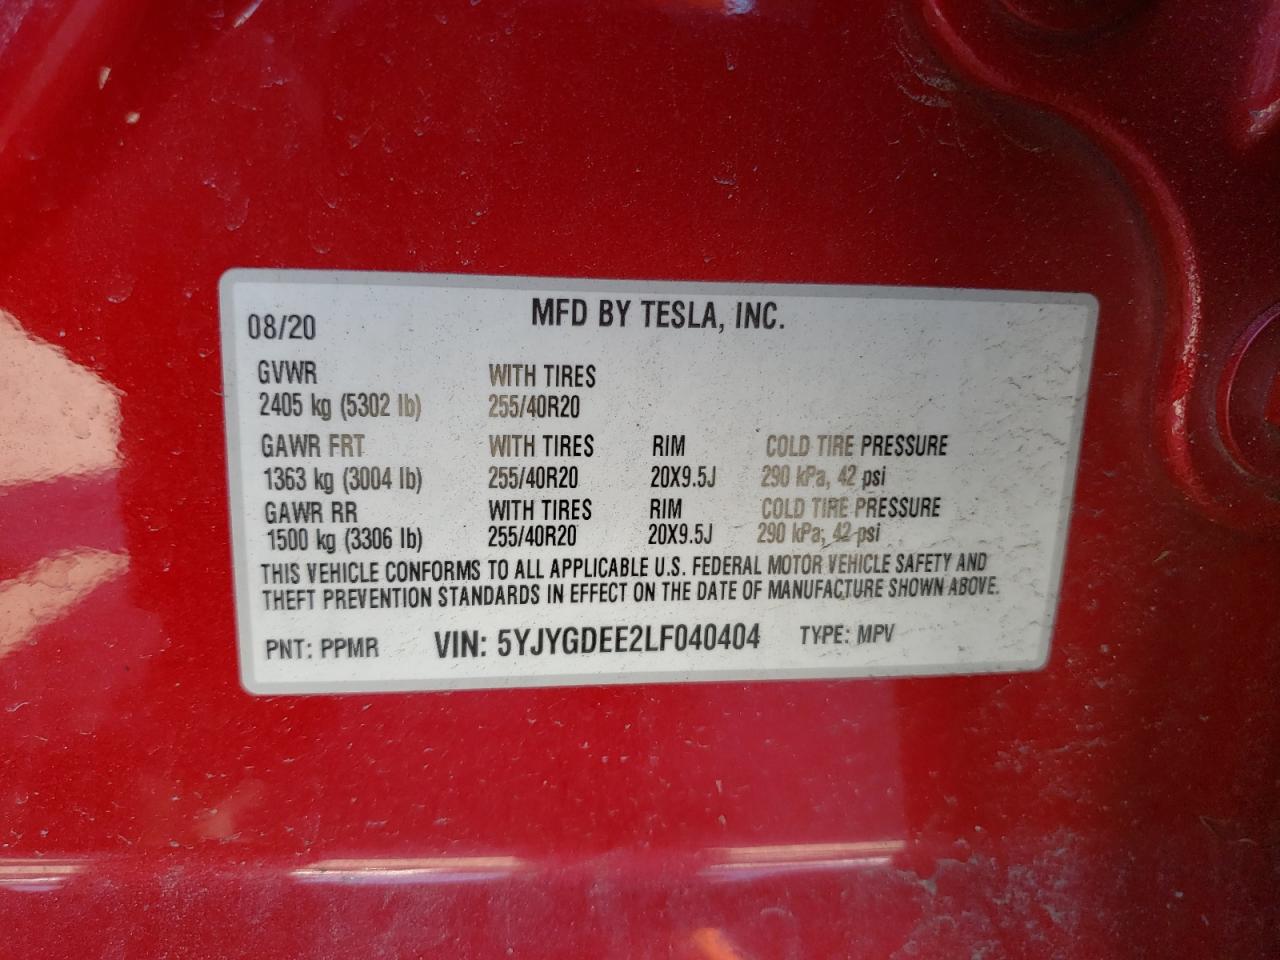 MFD BY TESLA, INC.
08/20
GVWR WITH TIRES
2405 kg (5302 lb) 255/40R20
GAWR FRT WITH TIRES RIM COLD TIRE PRESSURE
1363 kg (3004 lb) 255/40R20 20X9.5J 290 kPa, 42 psi
GAWR RR WITH TIRES RIM COLD TIRE PRESSURE
1500 kg (3306 lb) 255/40R20 20X9.5J 290 kPa, 42 psi
THIS VEHICLE CONFORMS TO ALL APPLICABLE U.S. FEDERAL MOTOR VEHICLE SAFETY AND
THEFT PREVENTION STANDARDS IN EFFECT ON THE DATE OF MANUFACTURE SHOWN ABOVE.
PNT: PPMR VIN: 5YJYGDEE2LF040404 TYPE: MPV